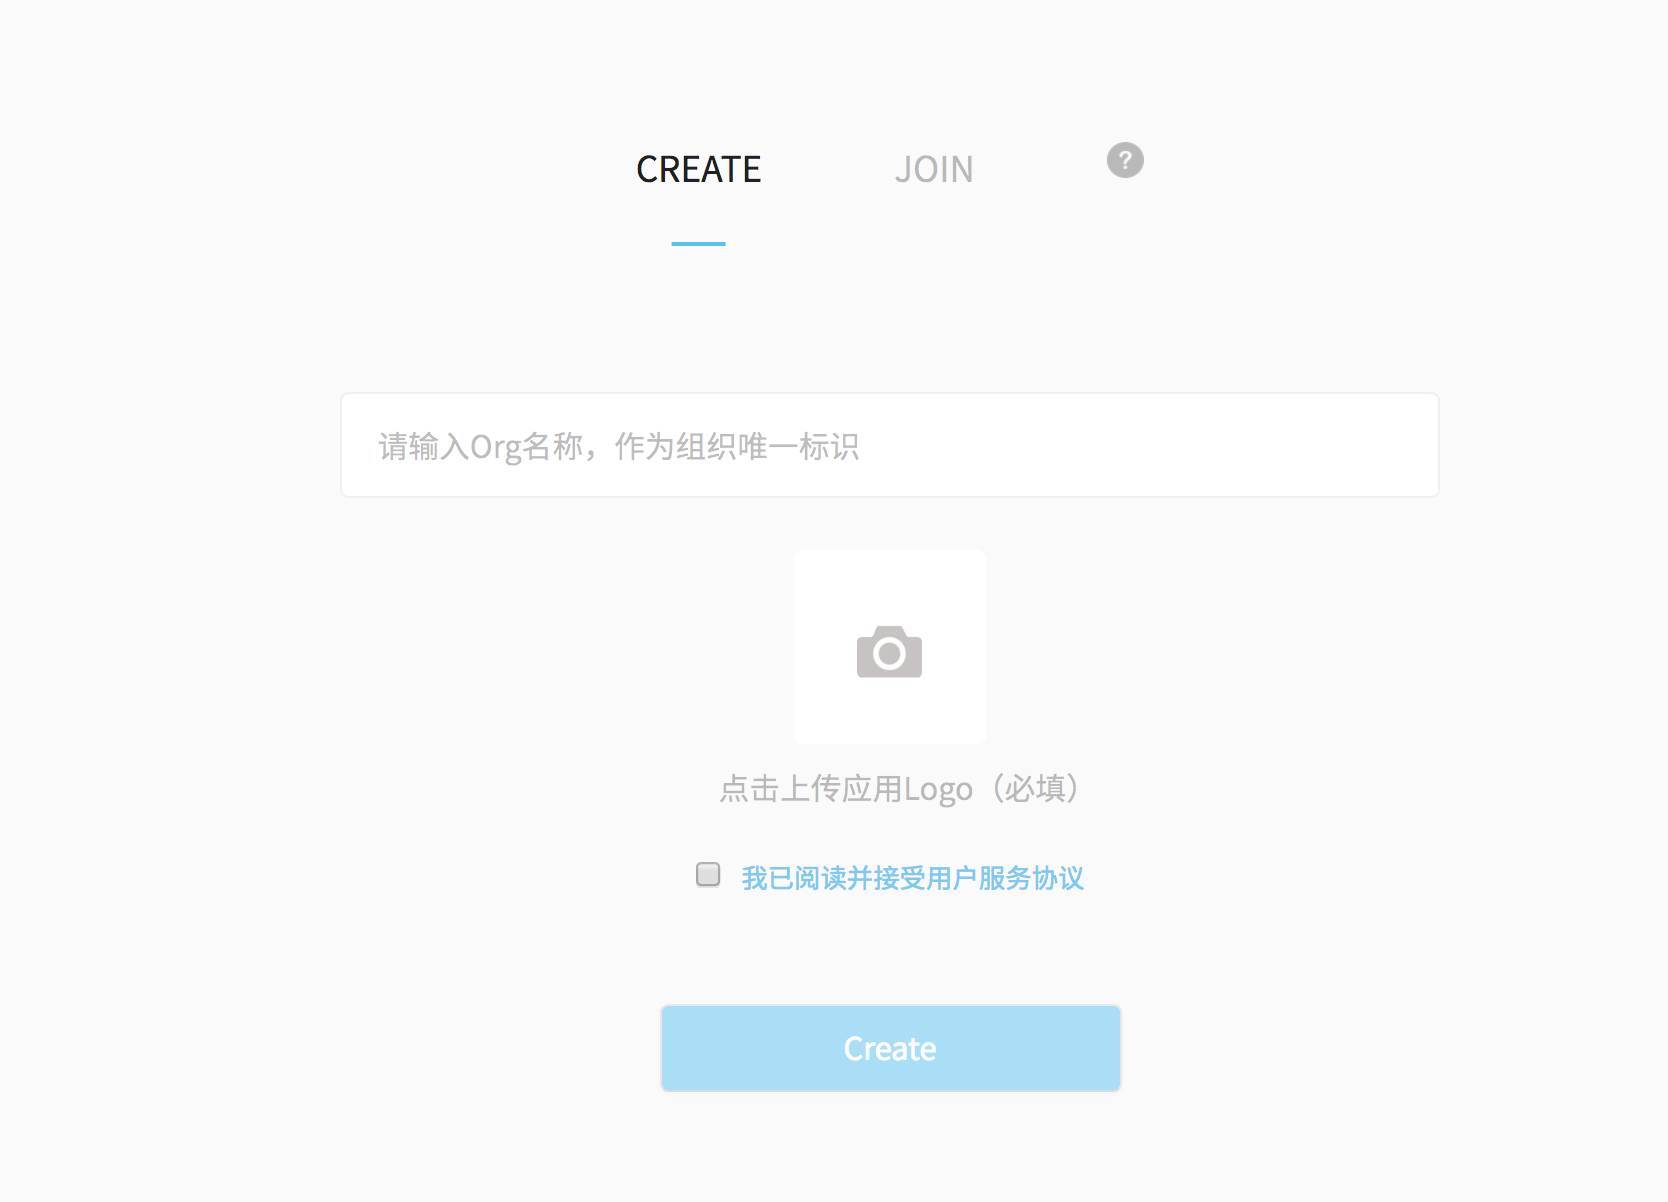 CREATE JOIN ?
请输入Org名称，作为组织唯一标识
点击上传应用Logo（必填）
我已阅读并接受用户服务协议
Create